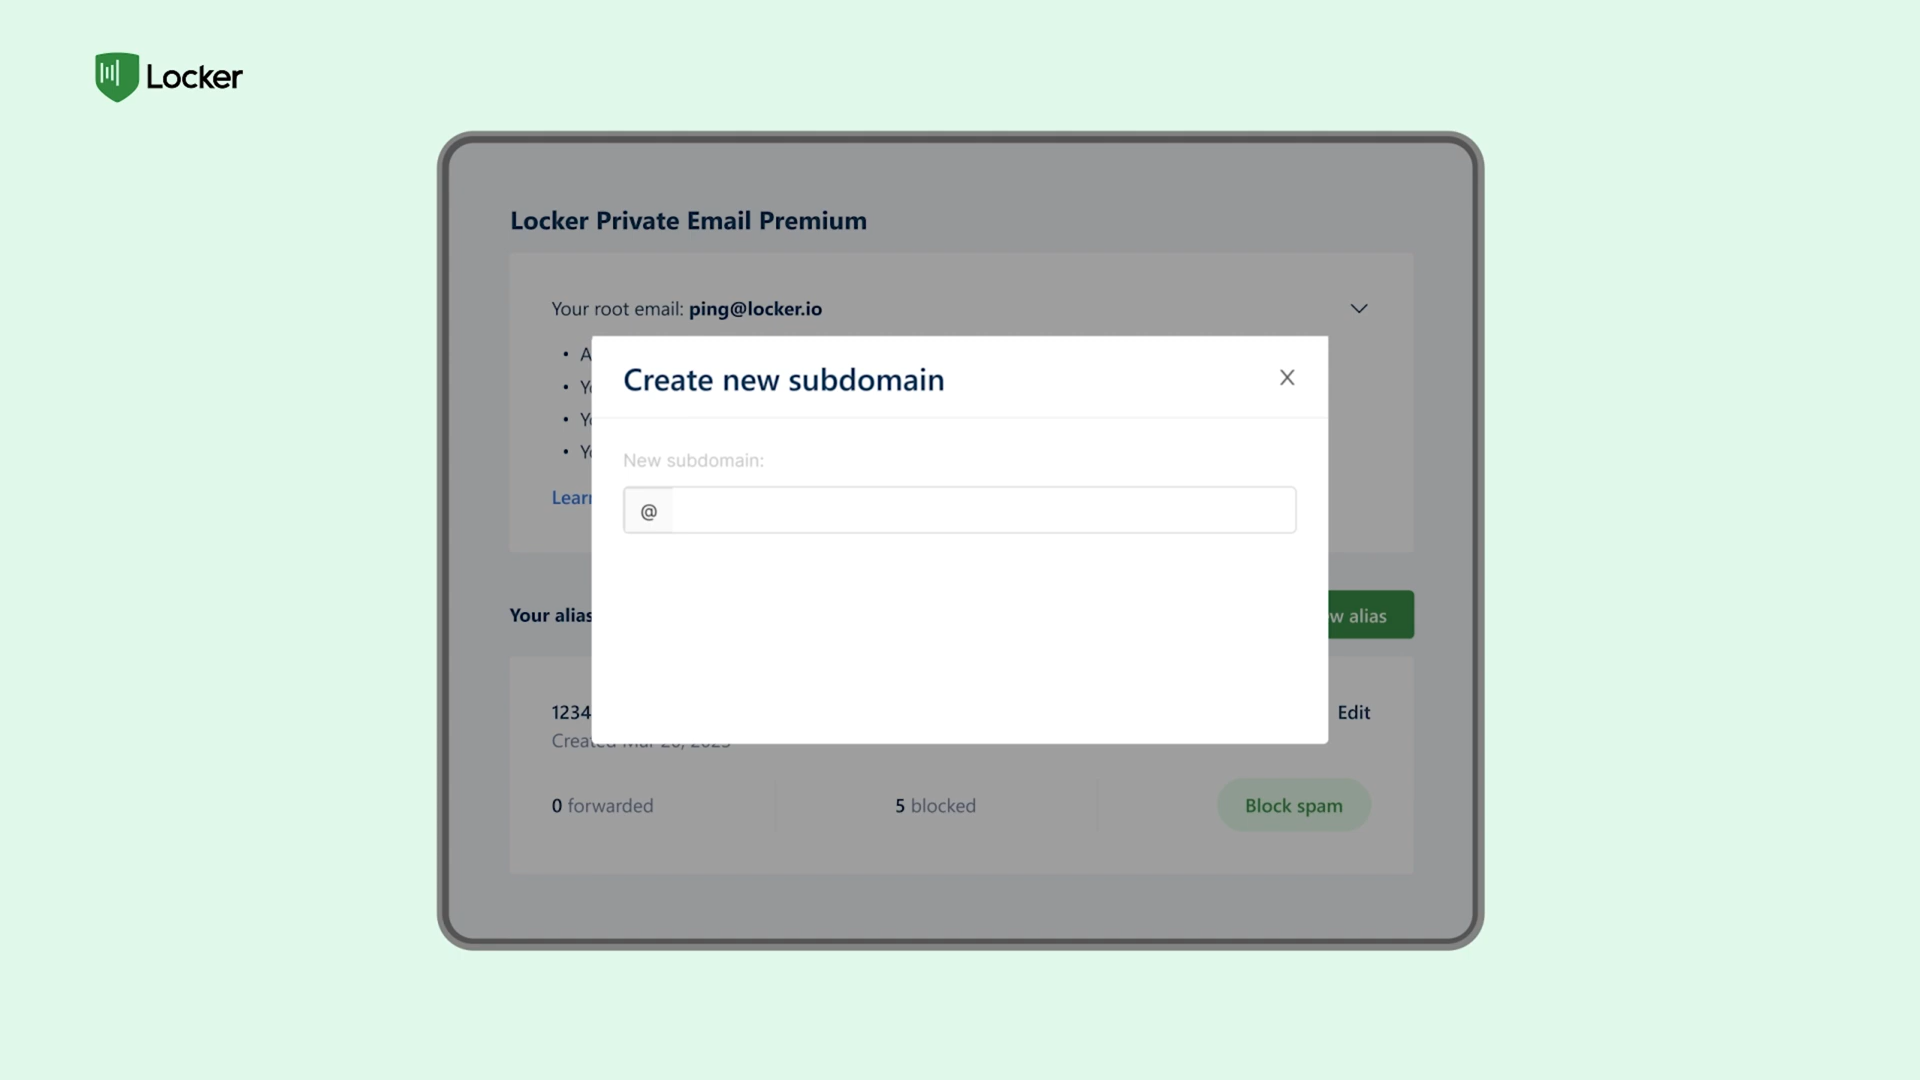 Locker
Locker Private Email Premium
Your root email: ping@locker.io
Create new subdomain
New subdomain:
@
Your alias
w alias
1234
Edit
0 forwarded
5 blocked
Block spam